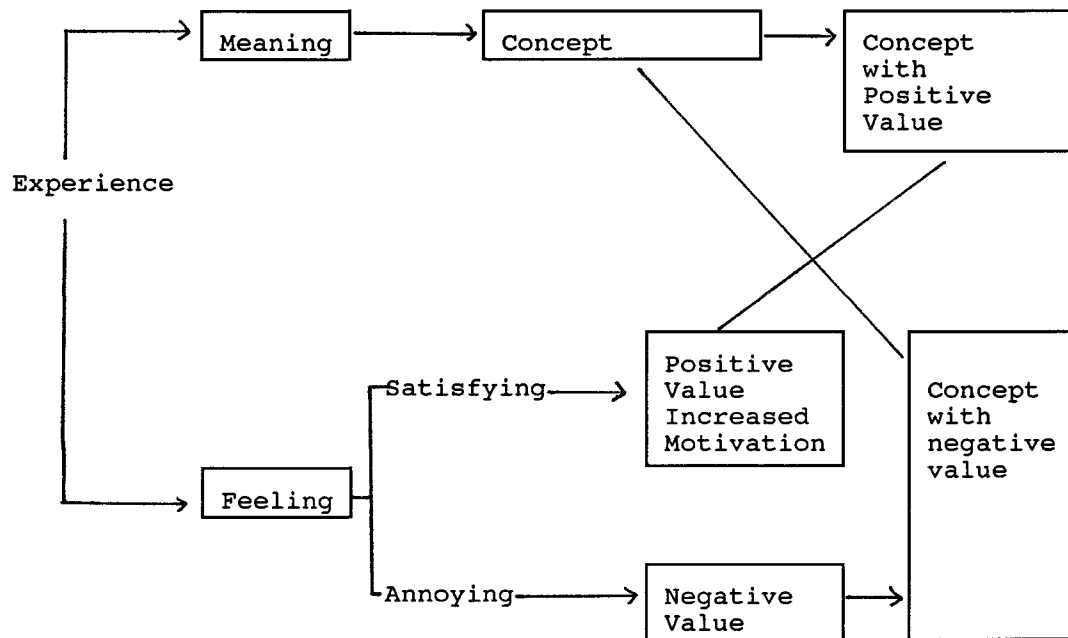 Meaning
Concept
Concept
with
Positive
Value
Experience
Positive
Value
Increased
Motivation
Satisfying
Concept
with
negative
value
Feeling
Annoying
Negative
Value